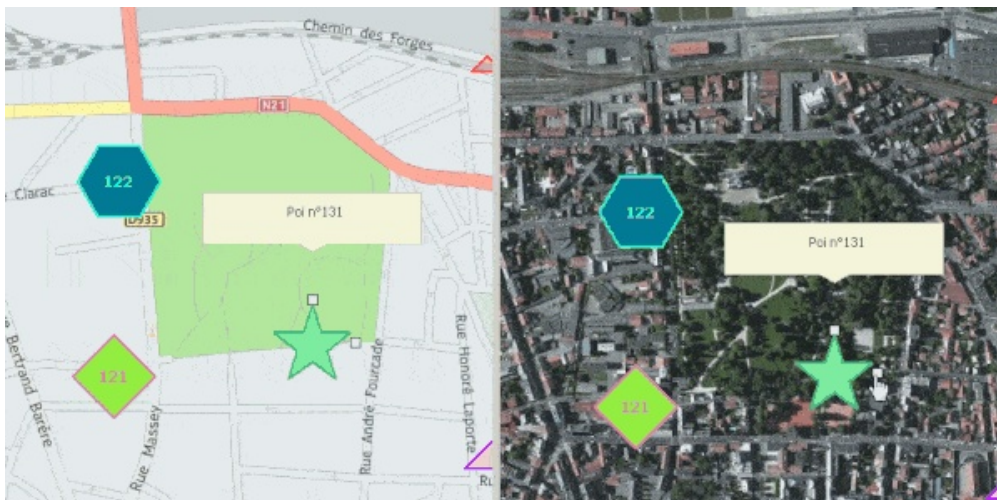 Chemin des Forges
N21
122
Clarac
D935
Poi n°131
121
Rue Bertrand Barère
Rue Massey
Rue André Fourcade
Rue Honoré Laporte
122
Poi n°131
121